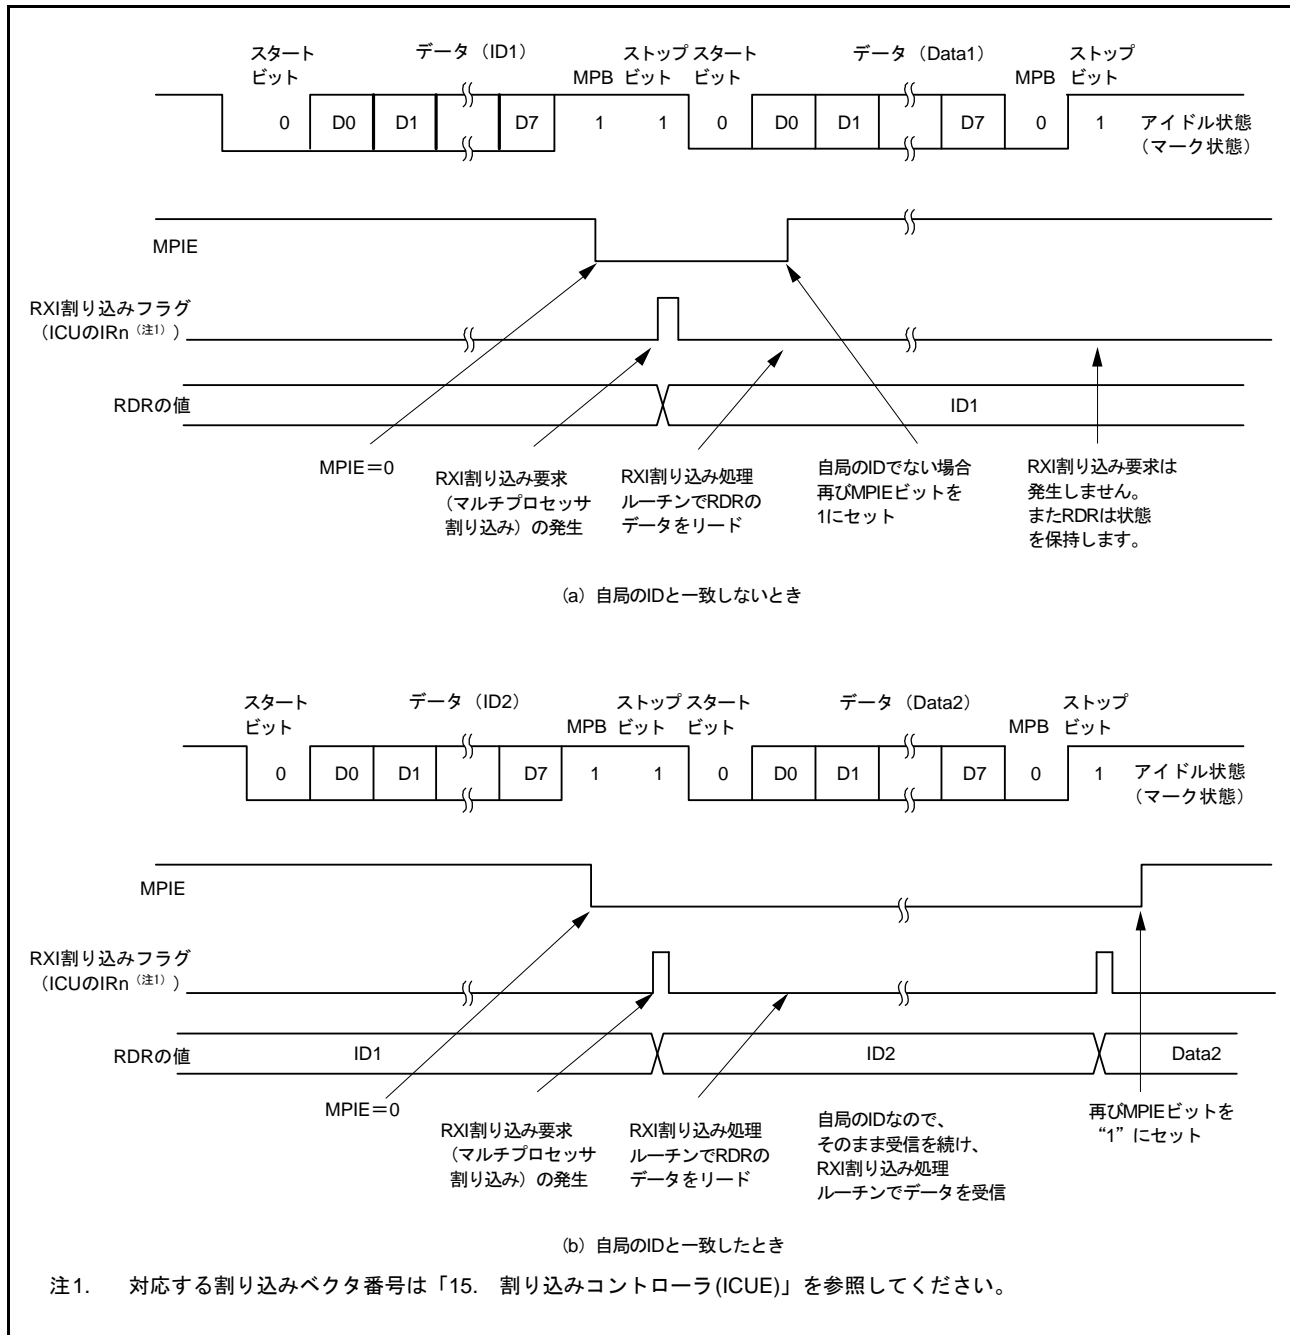 スタート
ビット
データ（ID1）
MPB
ストップ
ビット
スタート
ビット
データ（Data1）
MPB
ストップ
ビット
0 D0 D1 D7 1 1 0 D0 D1 D7 0 1
アイドル状態
（マーク状態）
MPIE
RXI割り込みフラグ
（ICUのIRn（注1））
RDRの値
ID1
MPIE＝0
RXI割り込み要求
（マルチプロセッサ
割り込み）の発生
RXI割り込み処理
ルーチンでRDRの
データをリード
自局のIDでない場合
再びMPIEビットを
1にセット
RXI割り込み要求は
発生しません。
またRDRは状態
を保持します。
（a）自局のIDと一致しないとき
スタート
ビット
データ（ID2）
MPB
ストップ
ビット
スタート
ビット
データ（Data2）
MPB
ストップ
ビット
0 D0 D1 D7 1 1 0 D0 D1 D7 0 1
アイドル状態
（マーク状態）
MPIE
RXI割り込みフラグ
（ICUのIRn（注1））
RDRの値
ID1
ID2
Data2
MPIE＝0
RXI割り込み要求
（マルチプロセッサ
割り込み）の発生
RXI割り込み処理
ルーチンでRDRの
データをリード
自局のIDなので、
そのまま受信を続け、
RXI割り込み処理
ルーチンでデータを受信
再びMPIEビットを
“1”にセット
（b）自局のIDと一致したとき
注1. 対応する割り込みベクタ番号は「15. 割り込みコントローラ(ICUE)」を参照してください。